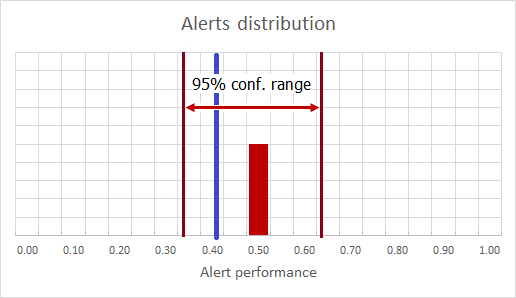 Alerts distribution
95% conf. range
0.00 0.10 0.20 0.30 0.40 0.50 0.60 0.70 0.80 0.90 1.00
Alert performance